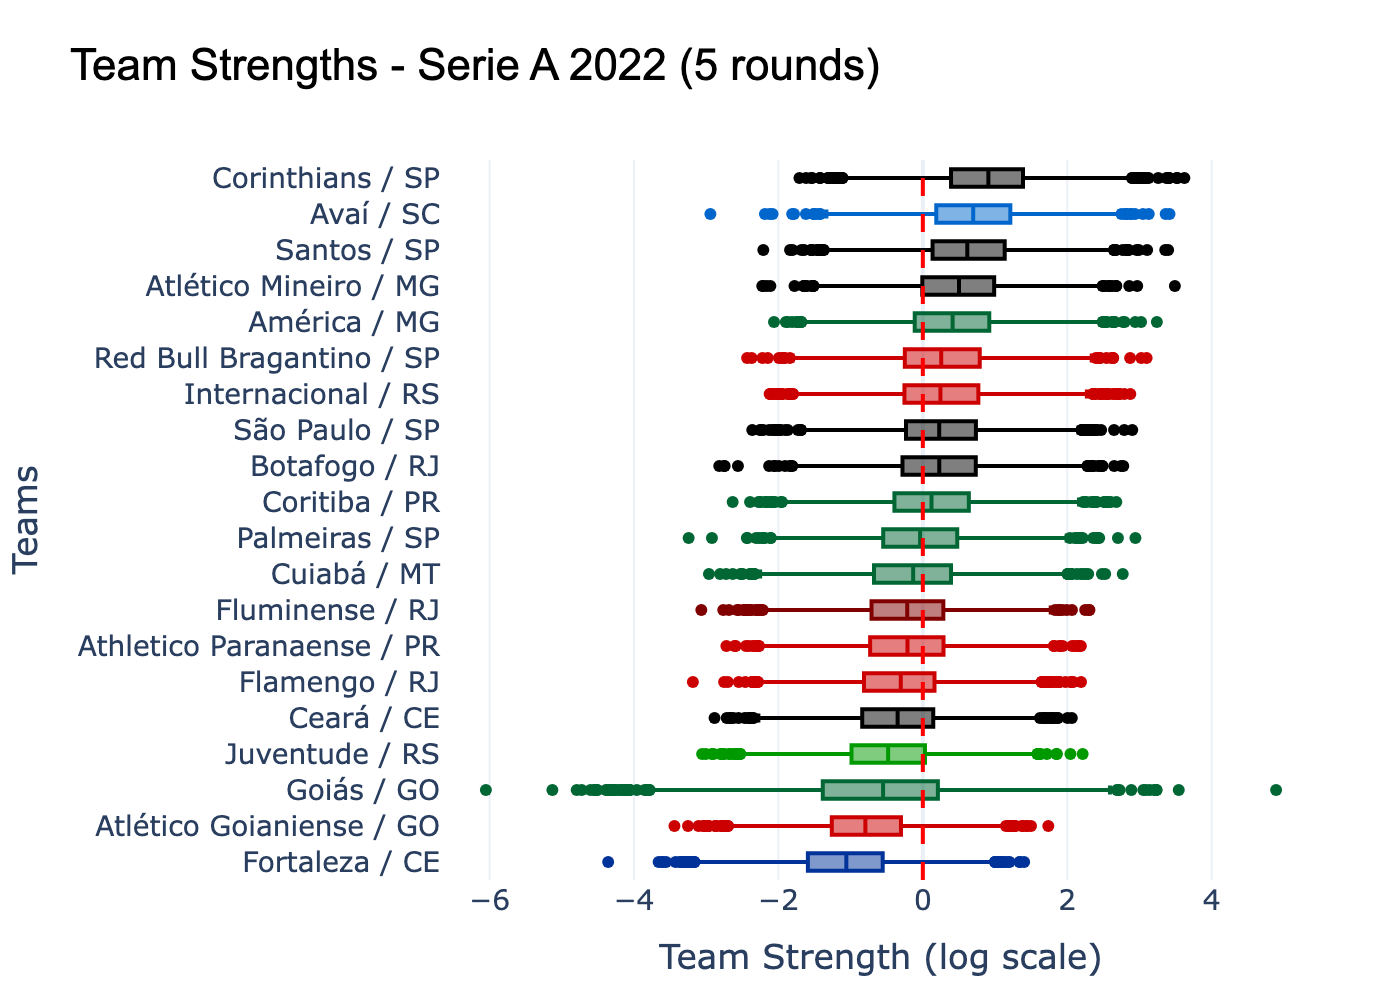 Team Strengths - Serie A 2022 (5 rounds)
Corinthians / SP
Avaí / SC
Santos / SP
Atlético Mineiro / MG
América / MG
Red Bull Bragantino / SP
Internacional / RS
São Paulo / SP
Botafogo / RJ
Coritiba / PR
Palmeiras / SP
Cuiabá / MT
Fluminense / RJ
Athletico Paranaense / PR
Flamengo / RJ
Ceará / CE
Juventude / RS
Goiás / GO
Atlético Goianiense / GO
Fortaleza / CE
Teams
−6 −4 −2 0 2 4
Team Strength (log scale)